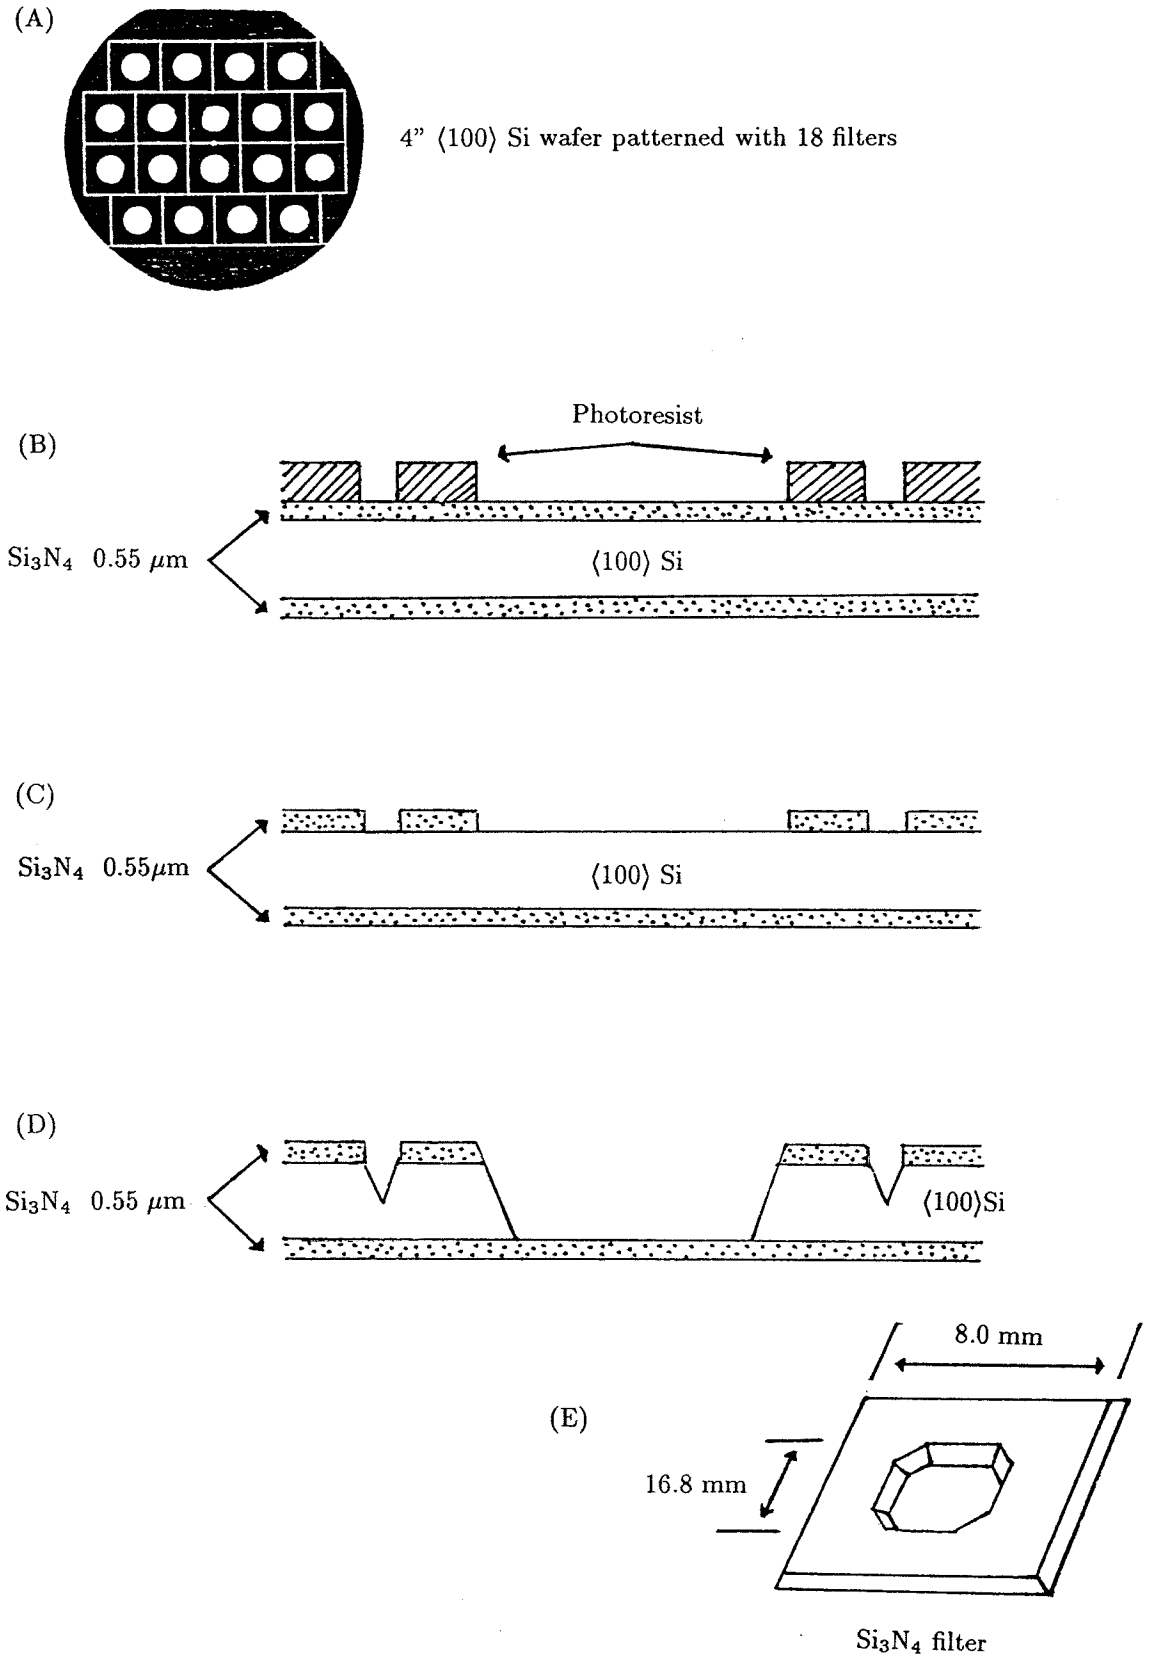 (A)
4” ⟨100⟩ Si wafer patterned with 18 filters
Photoresist
(B)
Si₃N₄ 0.55 μm
⟨100⟩ Si
(C)
Si₃N₄ 0.55μm
⟨100⟩ Si
(D)
Si₃N₄ 0.55 μm
⟨100⟩Si
8.0 mm
(E)
16.8 mm
Si₃N₄ filter